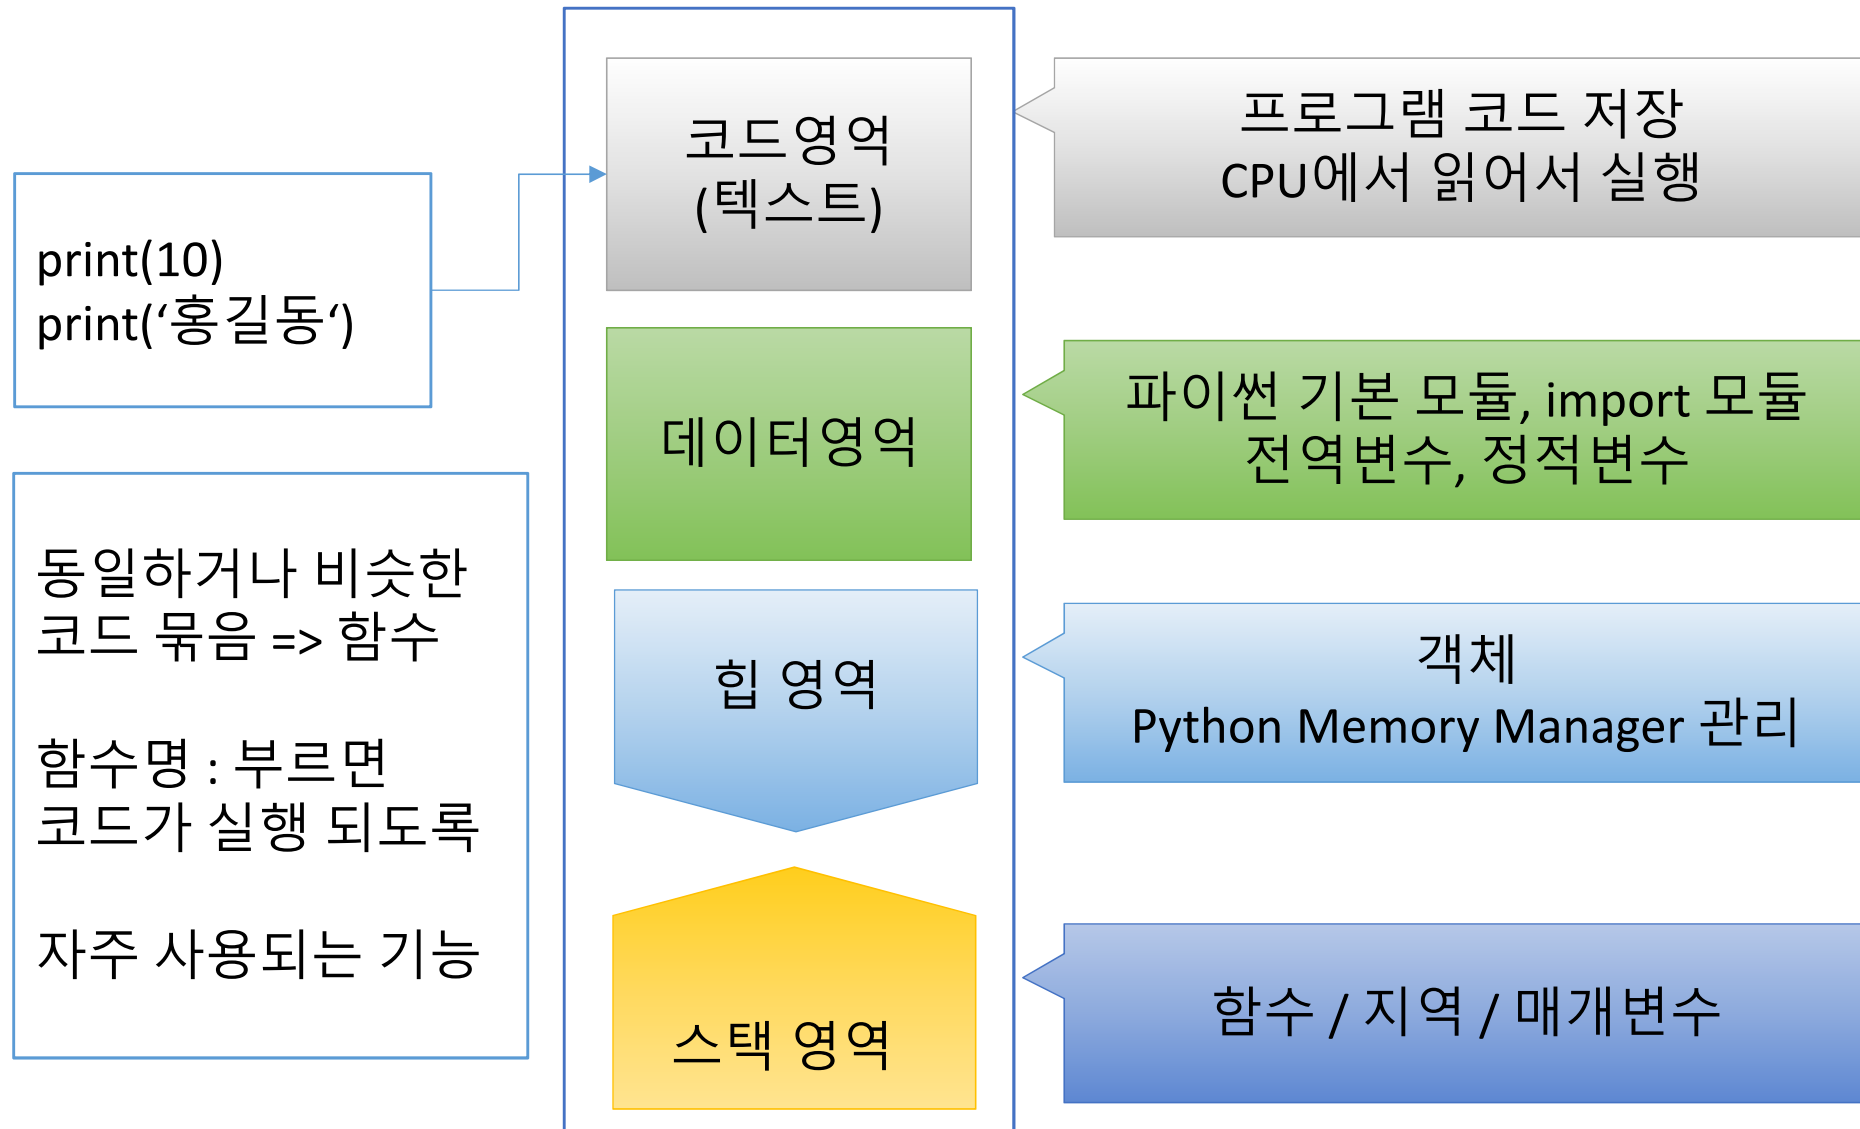 print(10)
print(‘홍길동‘)
동일하거나 비슷한
코드 묶음 => 함수
함수명 : 부르면
코드가 실행 되도록
자주 사용되는 기능
코드영억
(텍스트)
데이터영억
힙 영역
스택 영역
프로그램 코드 저장
CPU에서 읽어서 실행
파이썬 기본 모듈, import 모듈
전역변수, 정적변수
객체
Python Memory Manager 관리
함수 / 지역 / 매개변수